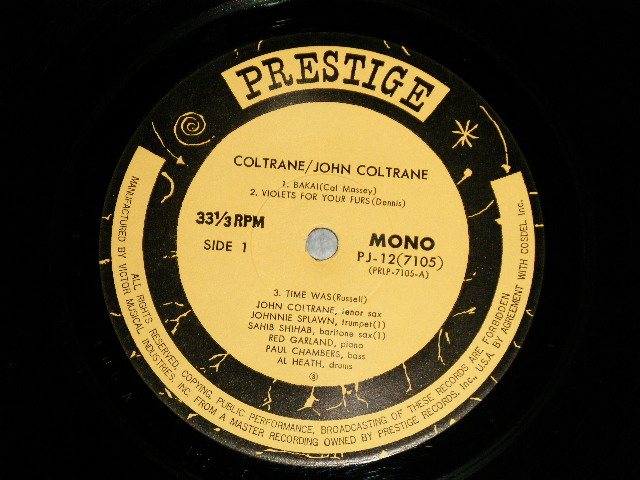 PRESTIGE
COLTRANE/JOHN COLTRANE
1. BAKAI(Cal Massey)
2. VIOLETS FOR YOUR FURS(Dennis)
33⅓ RPM
SIDE 1
MONO
PJ-12(7105)
(PRLP-7105-A)
3. TIME WAS(Russell)
JOHN COLTRANE, tenor sax
JOHNNIE SPLAWN, trumpet(1)
SAHIB SHIHAB, baritone sax(1)
RED GARLAND, piano
PAUL CHAMBERS, bass
AL HEATH, drums
③
ALL RIGHTS RESERVED, COPYING, PUBLIC PERFORMANCE, BROADCASTING OF THESE RECORDS ARE FORBIDDEN
MANUFACTURED BY VICTOR MUSICAL INDUSTRIES, INC. FROM A MASTER RECORDING OWNED BY PRESTIGE RECORDS, Inc., U.S.A. BY AGREEMENT WITH COSDEL Inc.